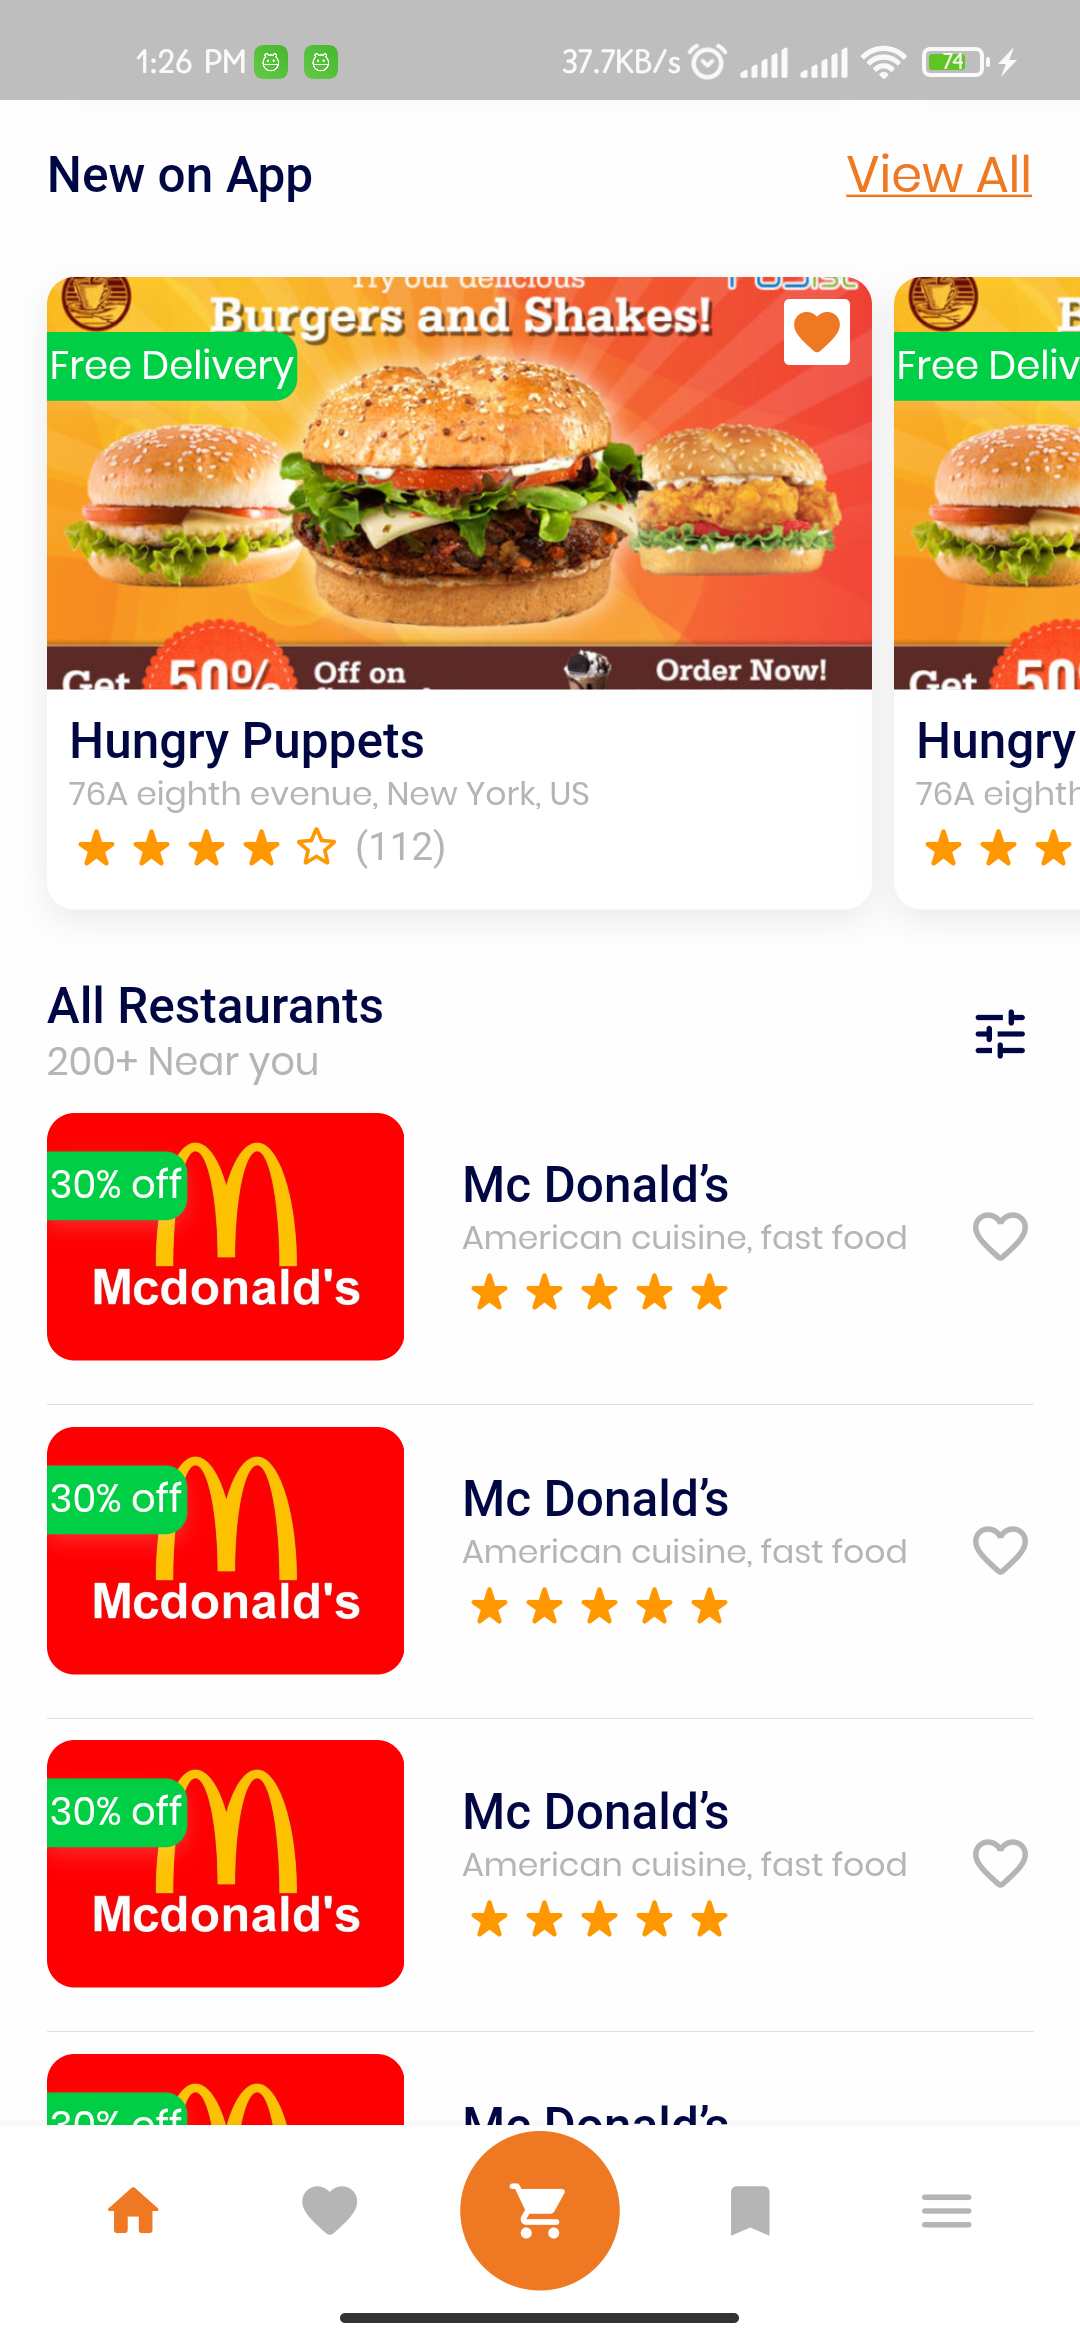 1:26 PM 37.7KB/s 74
New on App View All
Try our delicious
Burgers and Shakes!
Free Delivery Free Deliv
Get 50% Off on Order Now! Get 50
Hungry Puppets Hungry
76A eighth evenue, New York, US 76A eighth
(112)
All Restaurants
200+ Near you
30% off
Mcdonald's
Mc Donald’s
American cuisine, fast food
30% off
Mcdonald's
Mc Donald’s
American cuisine, fast food
30% off
Mcdonald's
Mc Donald’s
American cuisine, fast food
30% off
Mc Donald’s